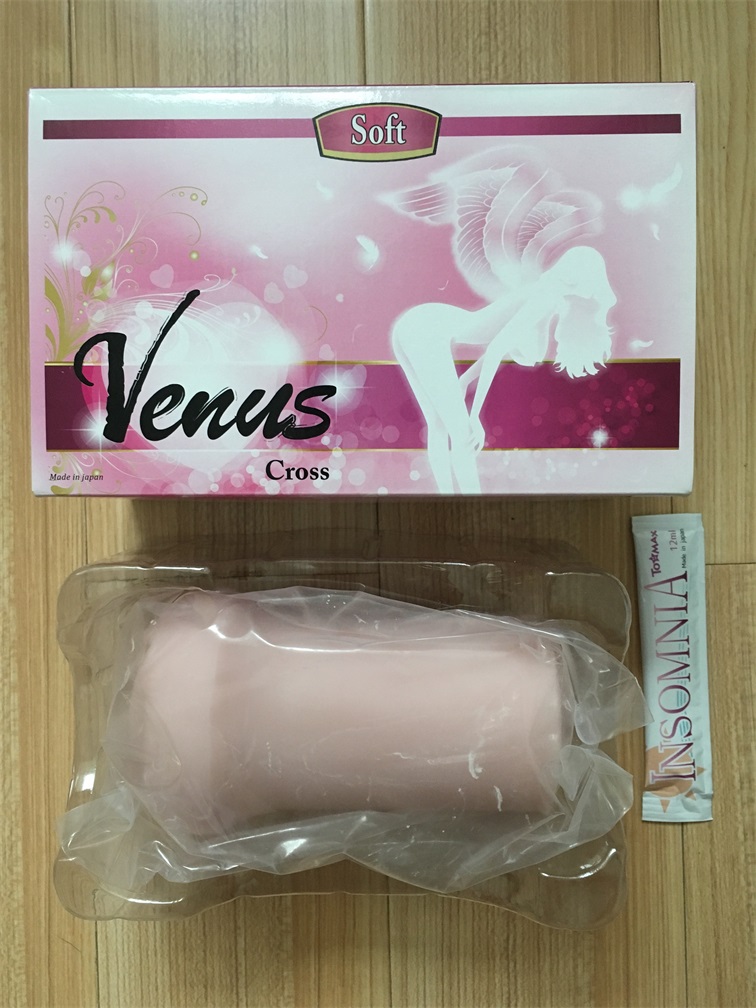 Soft
Venus
Cross
Made in japan
INSOMNIA
TOYSMAX
12ml
Made in japan